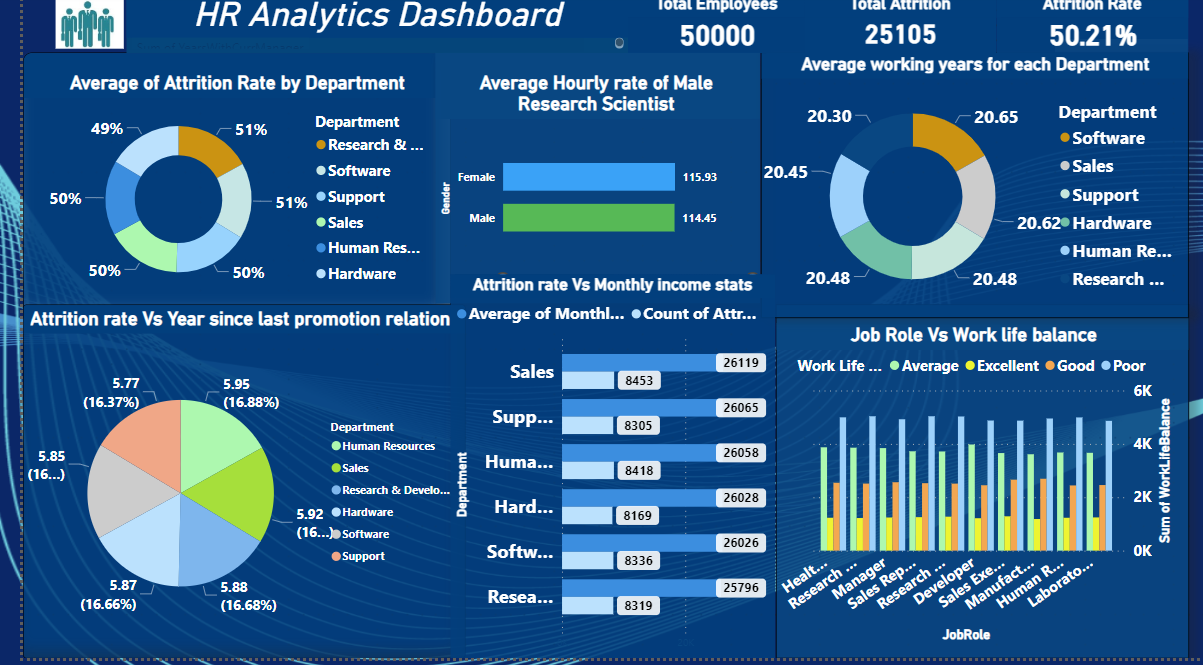 HR Analytics Dashboard
Total Employees
50000
Total Attrition
25105
Attrition Rate
50.21%
Average of Attrition Rate by Department
49%
51%
50%
51%
50%
50%
Department
Research & ...
Software
Support
Sales
Human Res...
Hardware
Average Hourly rate of Male
Research Scientist
Gender
Female
115.93
Male
114.45
Average working years for each Department
20.30
20.65
20.45
20.62
20.48
20.48
Department
Software
Sales
Support
Hardware
Human Re...
Research ...
Attrition rate Vs Year since last promotion relation
5.77
(16.37%)
5.95
(16.88%)
5.85
(16...)
5.92
(16...)
5.87
(16.66%)
5.88
(16.68%)
Department
Human Resources
Sales
Research & Develo...
Hardware
Software
Support
Attrition rate Vs Monthly income stats
Average of Monthl...
Count of Attr...
Department
Sales
26119
8453
Supp...
26065
8305
Huma...
26058
8418
Hard...
26028
8169
Softw...
26026
8336
Resea...
25796
8319
Job Role Vs Work life balance
Work Life ...
Average
Excellent
Good
Poor
6K
4K
2K
0K
Sum of WorkLifeBalance
Healt...
Research ...
Manager
Sales Rep...
Research ...
Developer
Sales Exe...
Manufact...
Human R...
Laborato...
JobRole